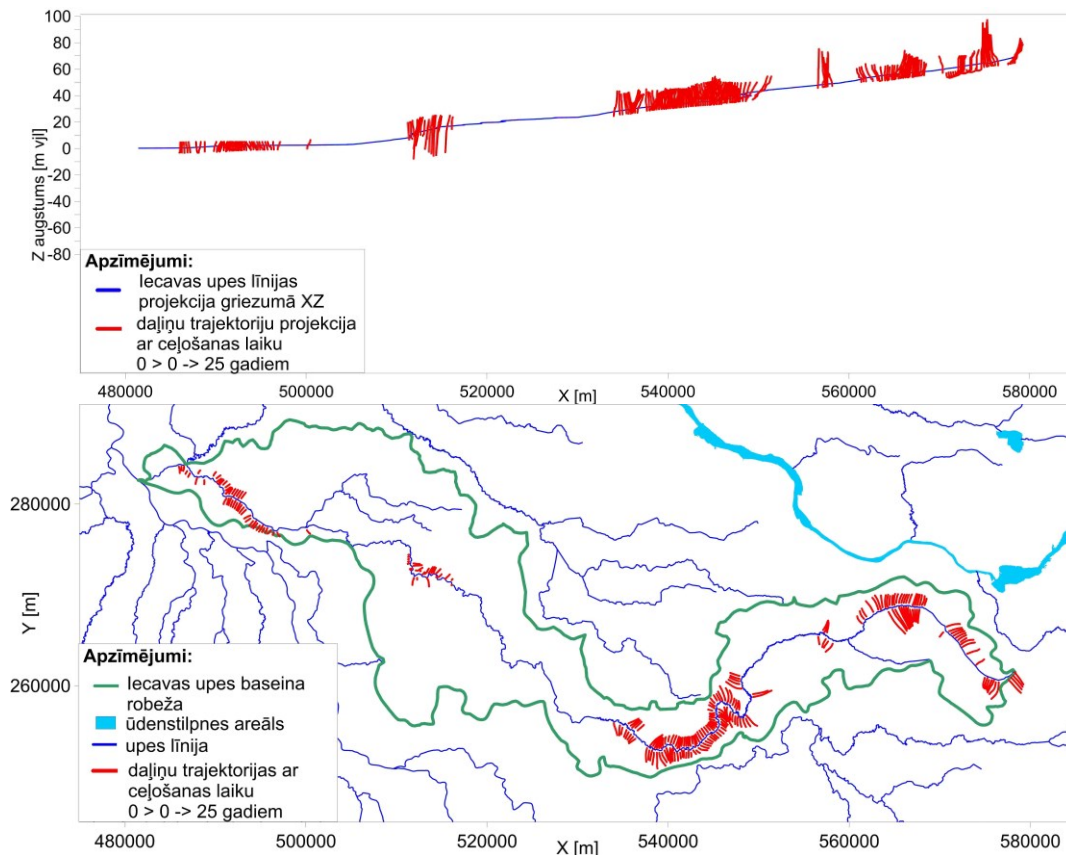 100
80
60
40
20
0
-20
-40
-60
-80
Z augstums [m vjl]
Apzīmējumi:
Iecavas upes līnijas
projekcija griezumā XZ
daļiņu trajektoriju projekcija
ar ceļošanas laiku
0 > 0 -> 25 gadiem
480000 500000 520000 540000 560000 580000
X [m]
280000
260000
Y [m]
Apzīmējumi:
Iecavas upes baseina
robeža
ūdenstilpnes areāls
upes līnija
daļiņu trajektorijas ar
ceļošanas laiku
0 > 0 -> 25 gadiem
480000 500000 520000 540000 560000 580000
X [m]